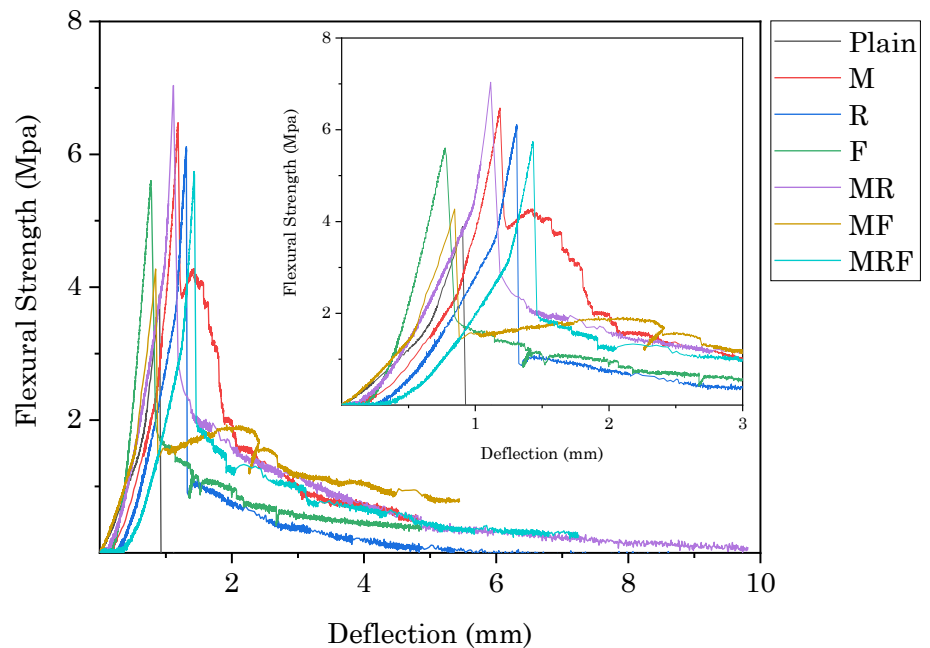 8
6
4
2
Flexural Strength (Mpa)
2
4
6
8
10
Deflection (mm)
8
6
4
2
Flexural Strength (Mpa)
1
2
3
Deflection (mm)
Plain
M
R
F
MR
MF
MRF